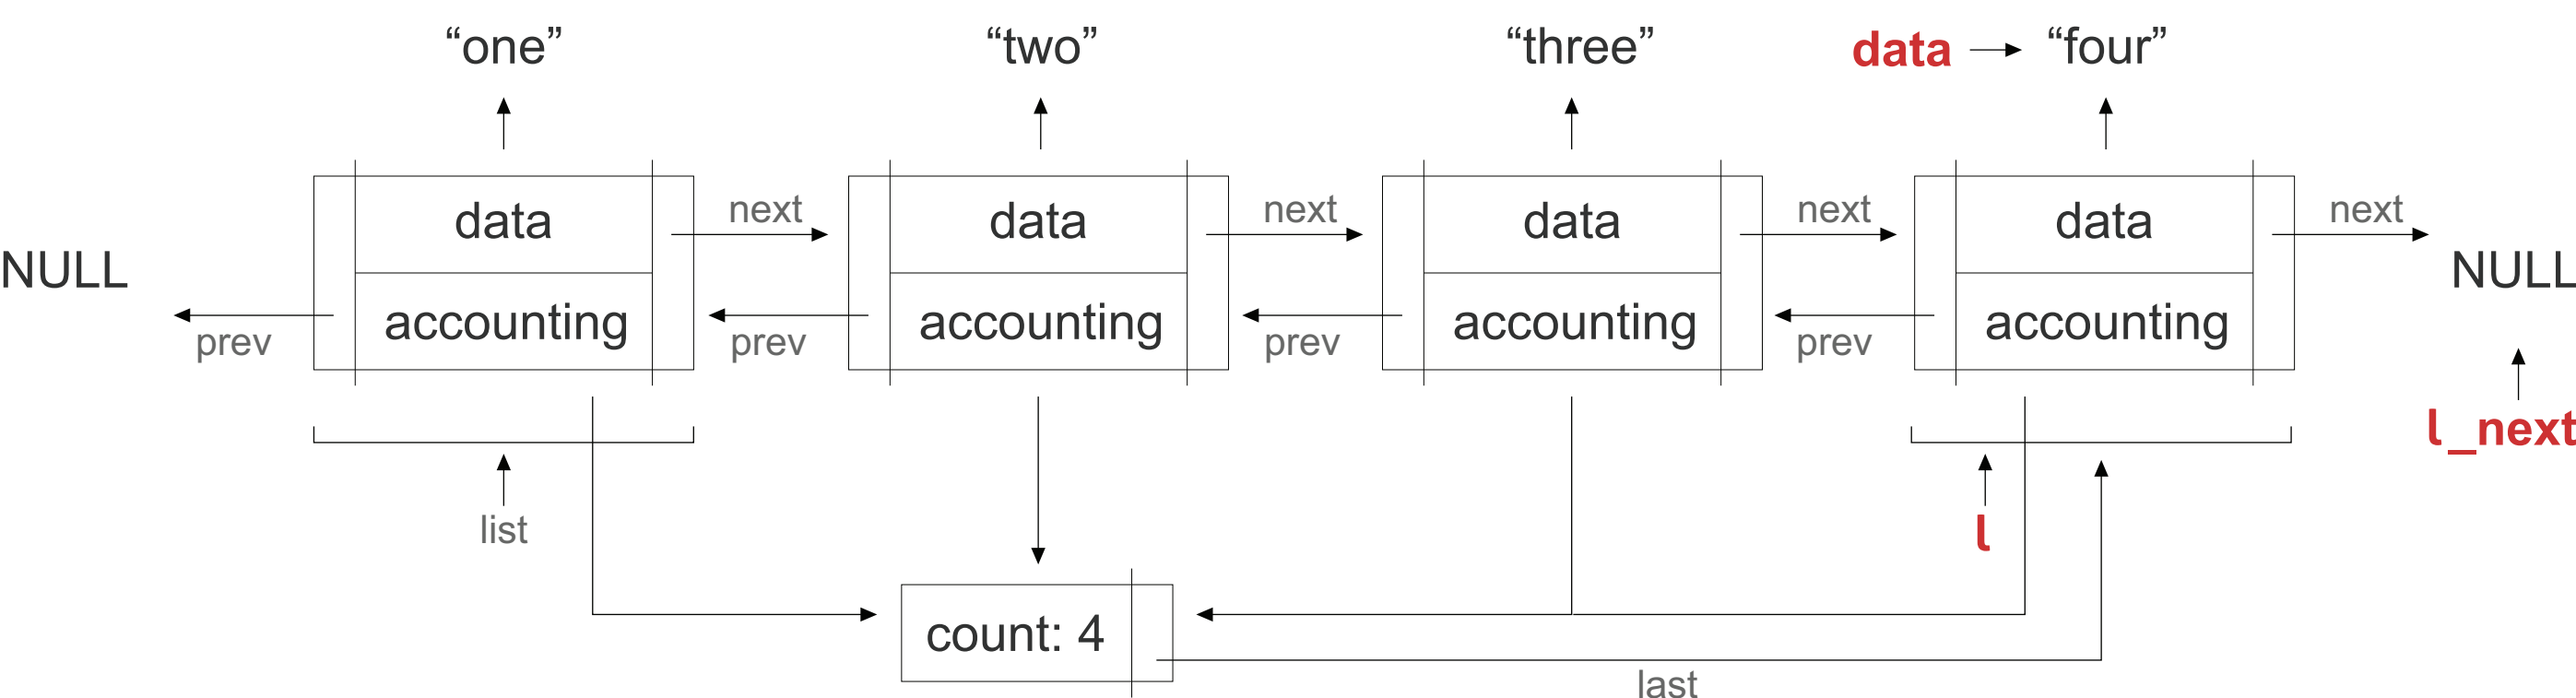 “one”
“two”
“three”
data
“four”
data
next
data
next
data
next
data
next
NULL
NULL
accounting
accounting
accounting
accounting
prev
prev
prev
prev
l_next
list
l
count: 4
last